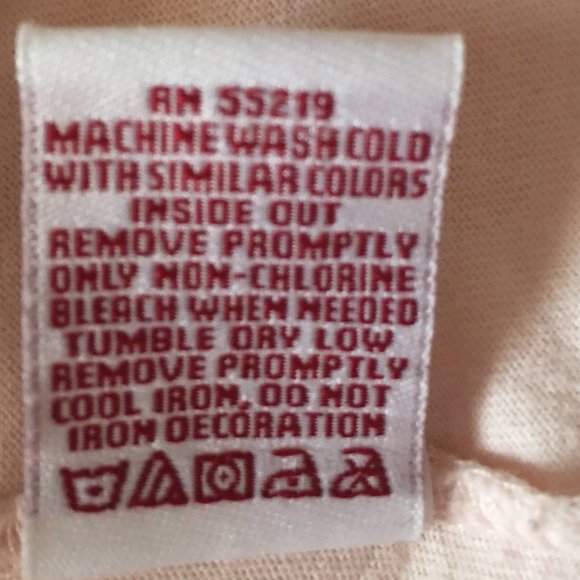 RN 55219
MACHINE WASH COLD
WITH SIMILAR COLORS
INSIDE OUT
REMOVE PROMPTLY
ONLY NON-CHLORINE
BLEACH WHEN NEEDED
TUMBLE DRY LOW
REMOVE PROMPTLY
COOL IRON, DO NOT
IRON DECORATION